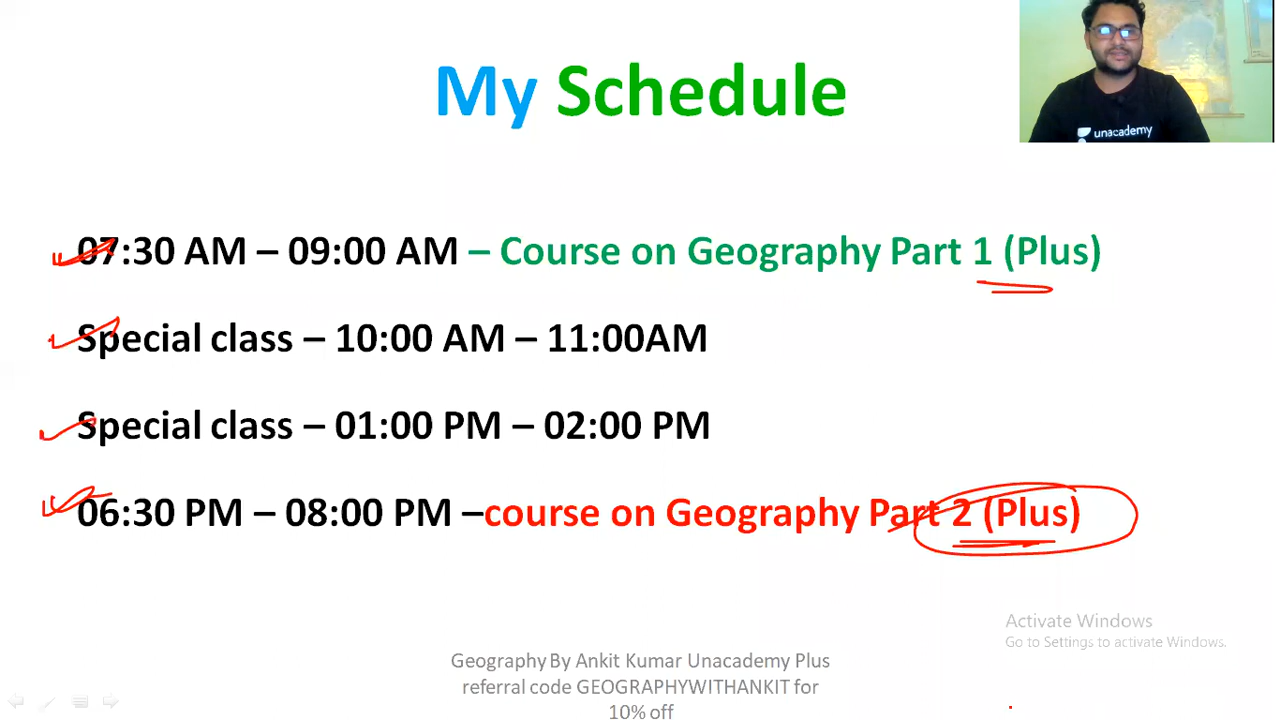 My Schedule
unacademy
07:30 AM – 09:00 AM – Course on Geography Part 1 (Plus)
Special class – 10:00 AM – 11:00AM
Special class – 01:00 PM – 02:00 PM
06:30 PM – 08:00 PM –course on Geography Part 2 (Plus)
Activate Windows
Go to Settings to activate Windows.
Geography By Ankit Kumar Unacademy Plus
referral code GEOGRAPHYWITHANKIT for
10% off